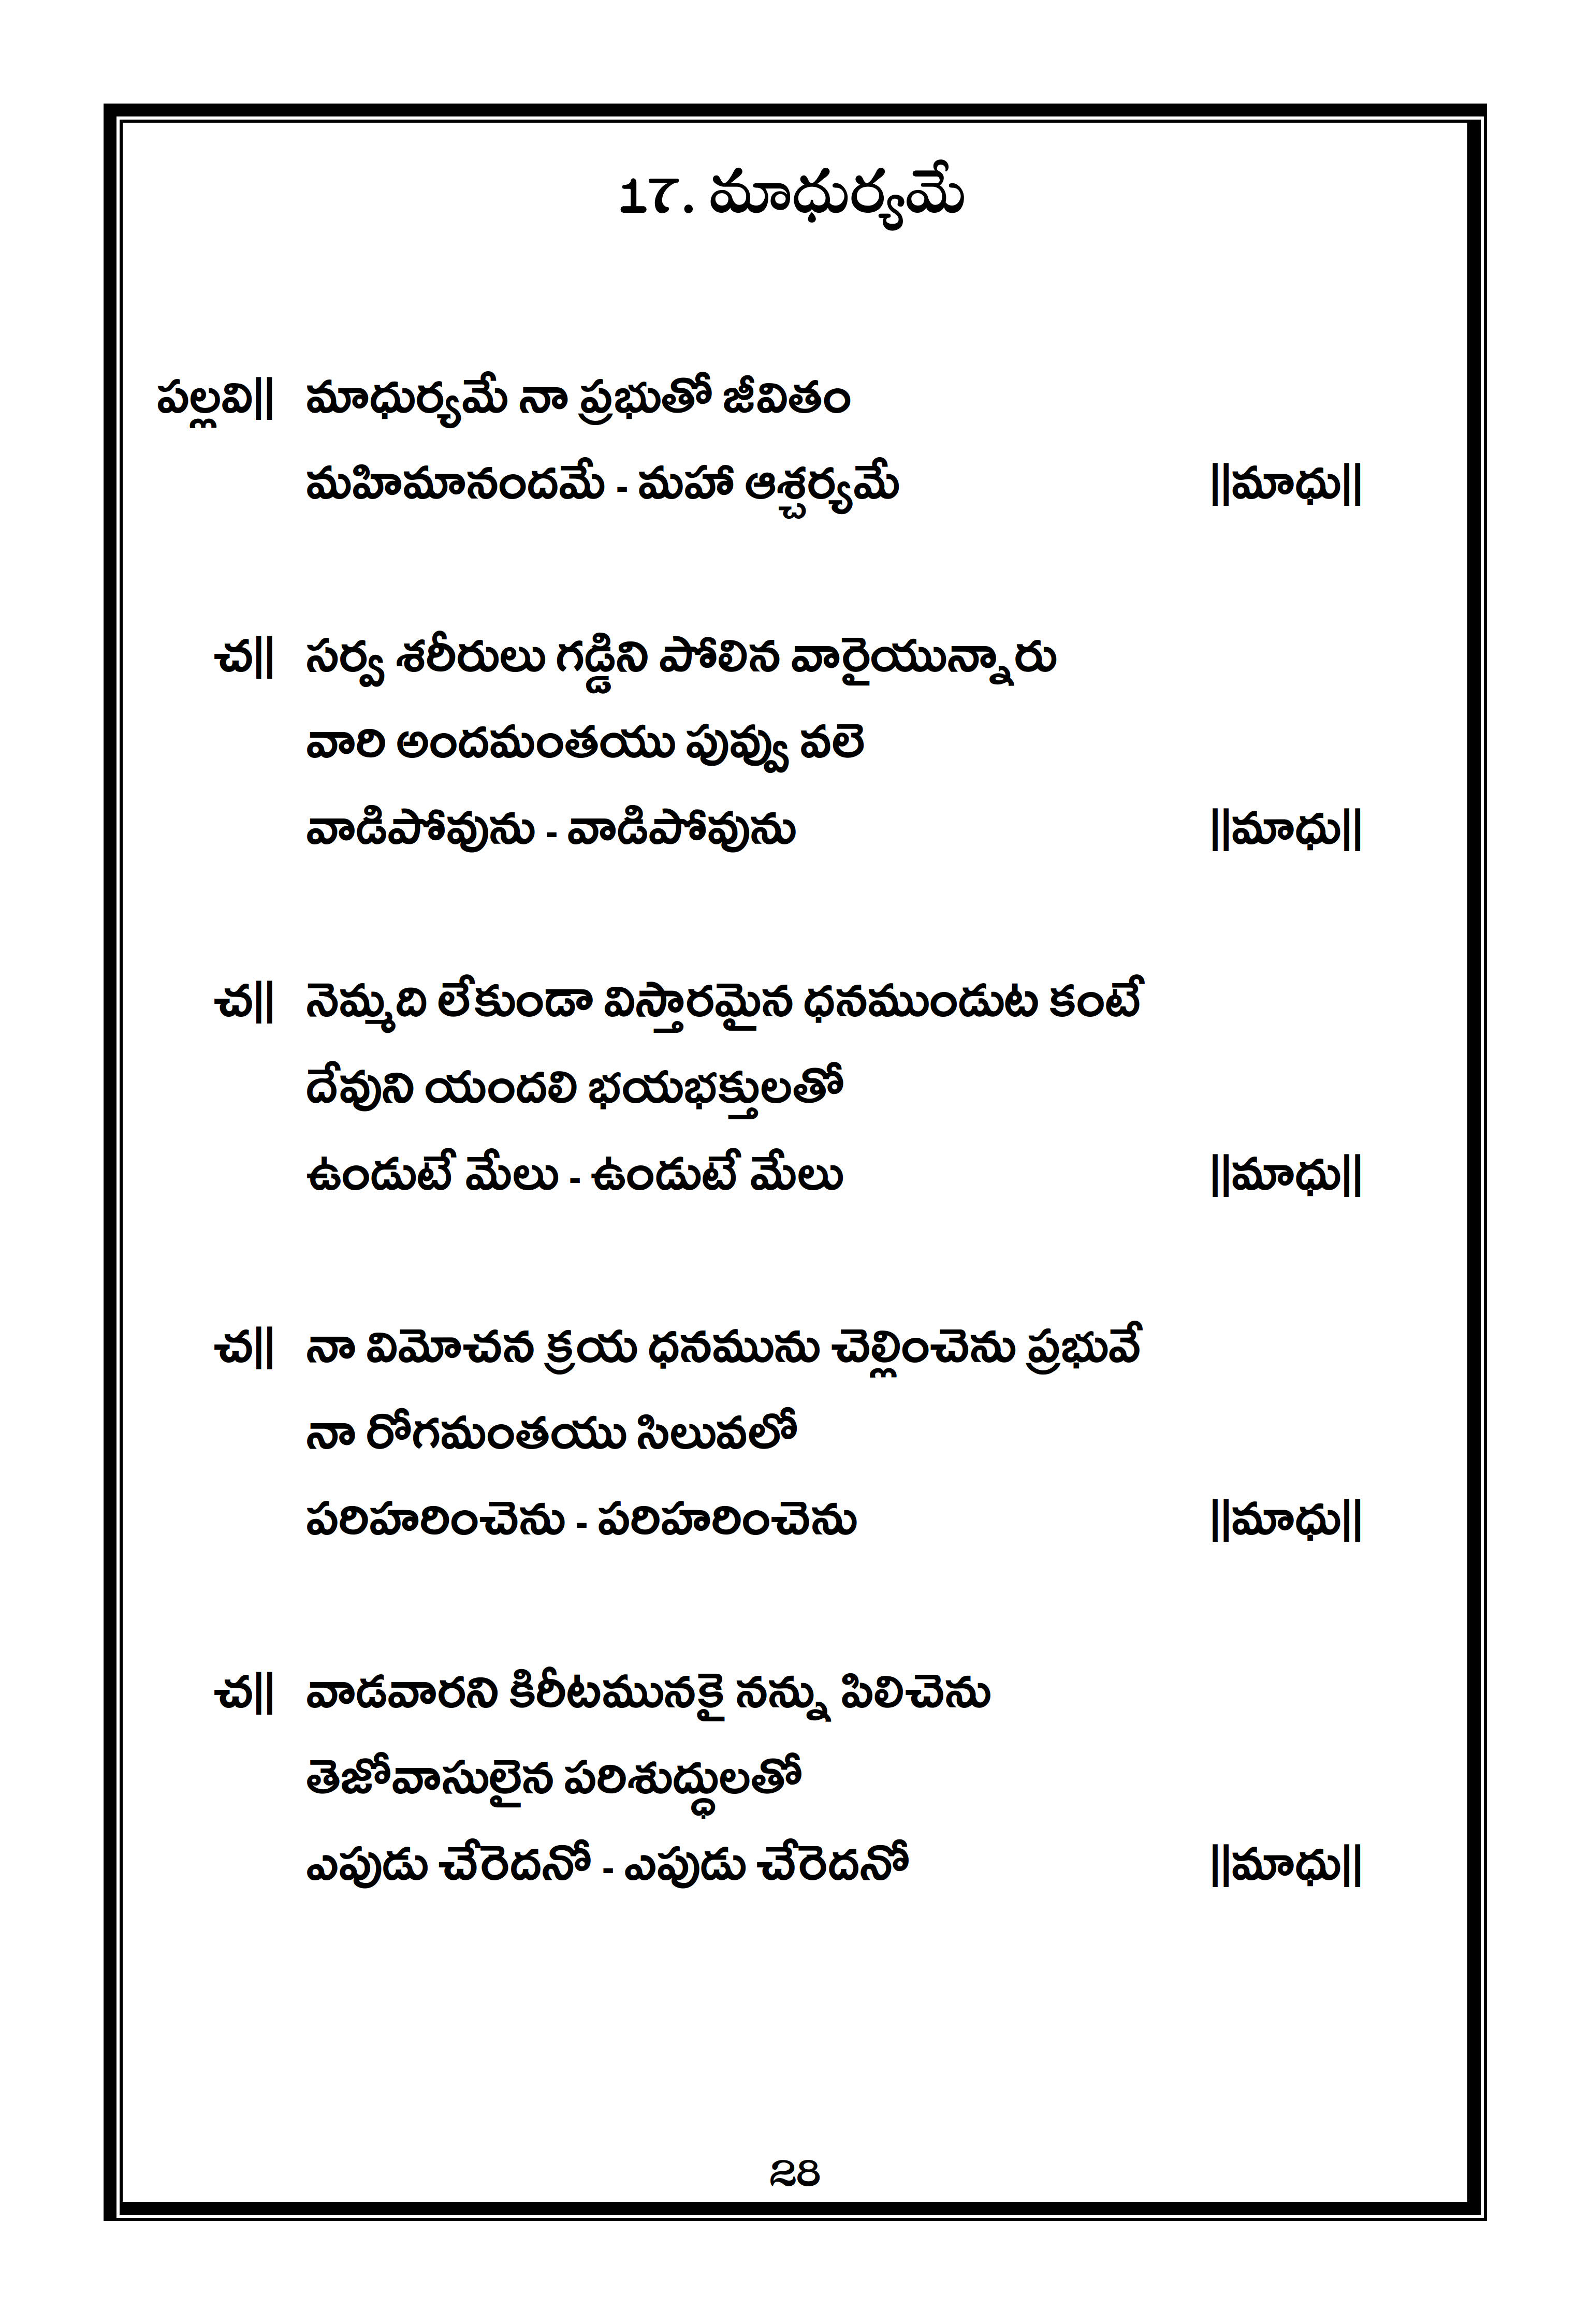 17. మాధుర్యమే
పల్లవి|| మాధుర్యమే నా ప్రభుతో జీవితం
మహిమానందమే - మహా ఆశ్చర్యమే ||మాధు||
చ|| సర్వ శరీరులు గడ్డిని పోలిన వారైయున్నారు
వారి అందమంతయు పువ్వు వలె
వాడిపోవును - వాడిపోవును ||మాధు||
చ|| నెమ్మది లేకుండా విస్తారమైన ధనముండుట కంటే
దేవుని యందలి భయభక్తులతో
ఉండుటే మేలు - ఉండుటే మేలు ||మాధు||
చ|| నా విమోచన క్రయ ధనమును చెల్లించెను ప్రభువే
నా రోగమంతయు సిలువలో
పరిహరించెను - పరిహరించెను ||మాధు||
చ|| వాడవారని కిరీటమునకై నన్ను పిలిచెను
తెజోవాసులైన పరిశుద్ధులతో
ఎపుడు చేరెదనో - ఎపుడు చేరెదనో ||మాధు||
28